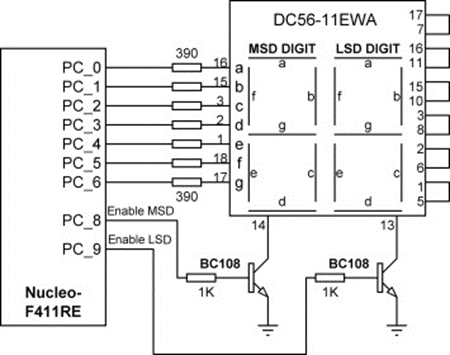 DC56-11EWA
MSD DIGIT LSD DIGIT
390
PC_0 16 a
PC_1 15 b
PC_2 3 c
PC_3 2 d
PC_4 1 e
PC_5 18 f
PC_6 17 g
390
a
f b
g
e c
d
a
f b
g
e c
d
17
7
16
11
15
10
3
8
2
6
1
5
PC_8 Enable MSD
PC_9 Enable LSD
14
13
BC108
1K
BC108
1K
Nucleo-
F411RE